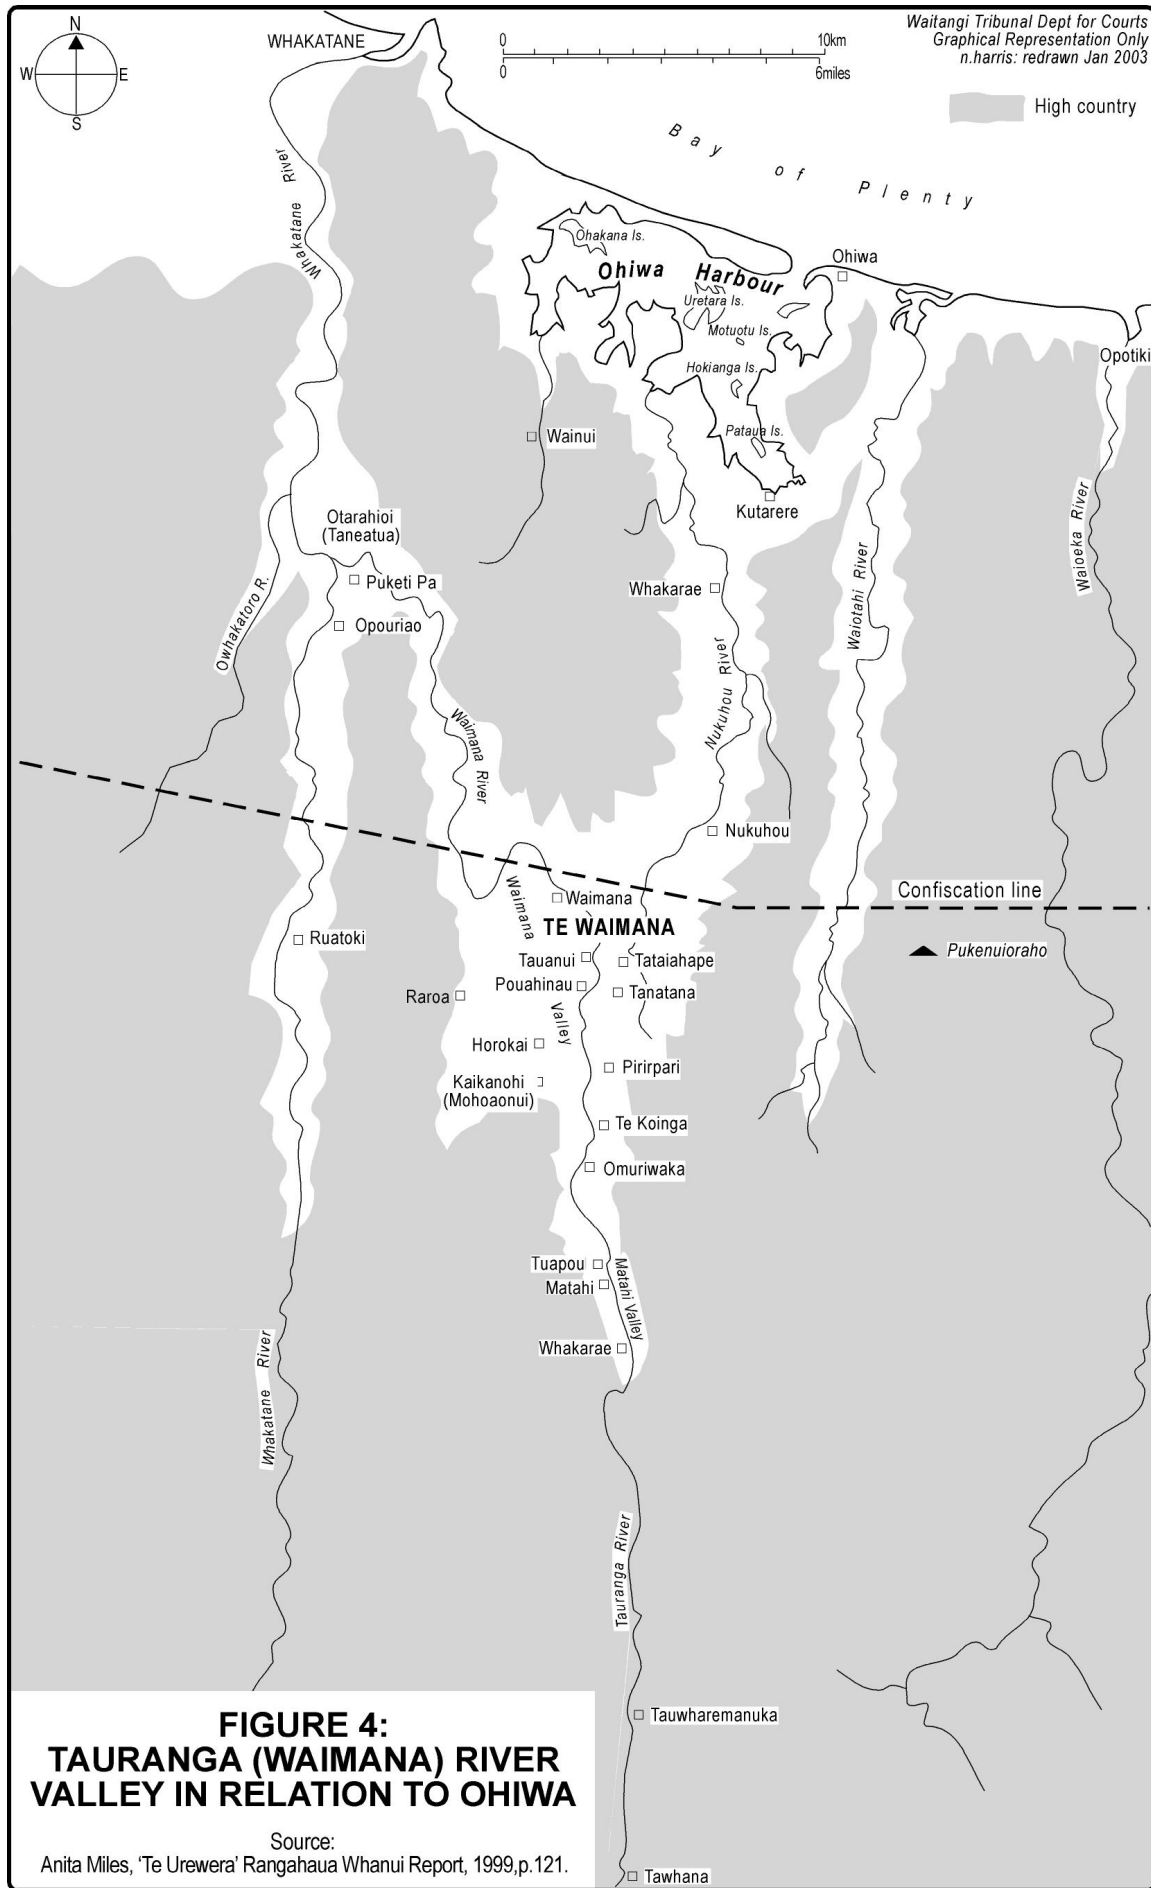 N
W E
S
WHAKATANE
0 10km
0 6miles
Waitangi Tribunal Dept for Courts
Graphical Representation Only
n.harris: redrawn Jan 2003
High country
Bay of Plenty
Whakatane River
Ohakana Is.
Ohiwa Harbour
Ohiwa
Uretara Is.
Motuotu Is.
Hokianga Is.
Pataua Is.
Opotiki
Wainui
Kutarere
Otarahioi
(Taneatua)
Puketi Pa
Opouriao
Owhakatoro R.
Whakarae
Waiotahi River
Waioeka River
Nukuhou River
Waimana River
Nukuhou
Confiscation line
Waimana
TE WAIMANA
Waimana Valley
Pukenuioraho
Ruatoki
Tauanui
Tataiahape
Pouahinau
Tanatana
Raroa
Horokai
Pirirpari
Kaikanohi
(Mohoaonui)
Te Koinga
Omuriwaka
Tuapou
Matahi
Matahi Valley
Whakarae
Whakatane River
Tauranga River
Tauwharemanuka
Tawhana
FIGURE 4:
TAURANGA (WAIMANA) RIVER
VALLEY IN RELATION TO OHIWA
Source:
Anita Miles, ‘Te Urewera’ Rangahaua Whanui Report, 1999,p.121.